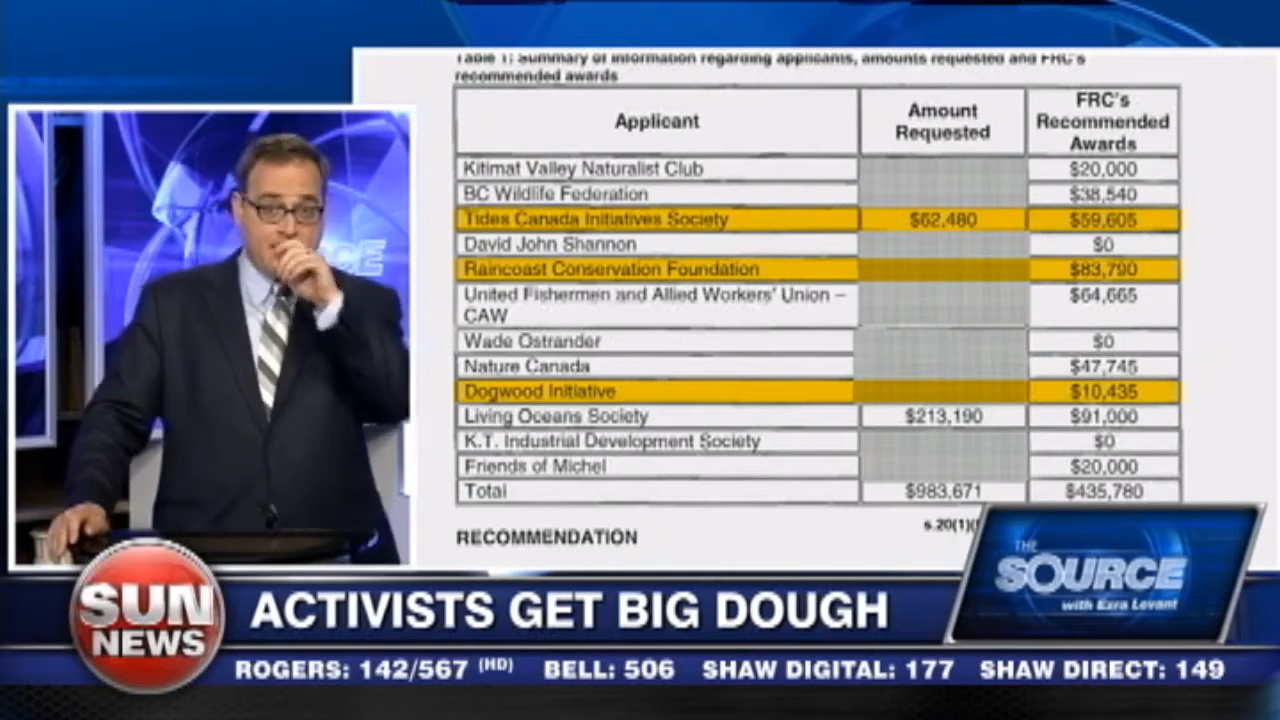 Table 1: Summary of information regarding applicants, amounts requested and FRC's
recommended awards
Applicant Amount Requested FRC's Recommended Awards
Kitimat Valley Naturalist Club $20,000
BC Wildlife Federation $38,540
Tides Canada Initiatives Society $62,480 $59,605
David John Shannon $0
Raincoast Conservation Foundation $83,790
United Fishermen and Allied Workers' Union – $64,665
CAW
Wade Ostrander $0
Nature Canada $47,745
Dogwood Initiative $10,435
Living Oceans Society $213,190 $91,000
K.T. Industrial Development Society $0
Friends of Michel $20,000
Total $983,671 $435,780
s.20(1)(
RECOMMENDATION
CE
THE
SOURCE
with Ezra Levant
SUN
NEWS
ACTIVISTS GET BIG DOUGH
ROGERS: 142/567 (HD) BELL: 506 SHAW DIGITAL: 177 SHAW DIRECT: 149